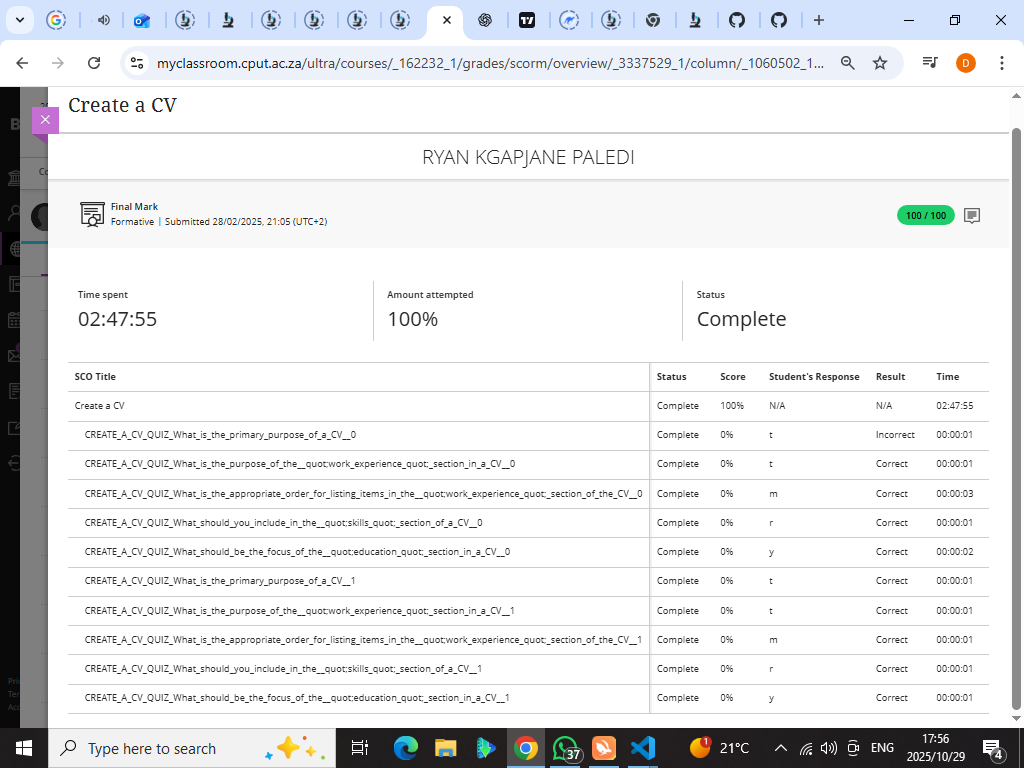 myclassroom.cput.ac.za/ultra/courses/_162232_1/grades/scorm/overview/_3337529_1/column/_1060502_1...
D
Create a CV
RYAN KGAPJANE PALEDI
Final Mark
Formative | Submitted 28/02/2025, 21:05 (UTC+2)
100 / 100
Time spent
02:47:55
Amount attempted
100%
Status
Complete
SCO Title Status Score Student's Response Result Time
Create a CV Complete 100% N/A N/A 02:47:55
CREATE_A_CV_QUIZ_What_is_the_primary_purpose_of_a_CV__0 Complete 0% t Incorrect 00:00:01
CREATE_A_CV_QUIZ_What_is_the_purpose_of_the__quot;work_experience_quot;_section_in_a_CV__0 Complete 0% t Correct 00:00:01
CREATE_A_CV_QUIZ_What_is_the_appropriate_order_for_listing_items_in_the__quot;work_experience_quot;_section_of_the_CV__0 Complete 0% m Correct 00:00:03
CREATE_A_CV_QUIZ_What_should_you_include_in_the__quot;skills_quot;_section_of_a_CV__0 Complete 0% r Correct 00:00:01
CREATE_A_CV_QUIZ_What_should_be_the_focus_of_the__quot;education_quot;_section_in_a_CV__0 Complete 0% y Correct 00:00:02
CREATE_A_CV_QUIZ_What_is_the_primary_purpose_of_a_CV__1 Complete 0% t Correct 00:00:01
CREATE_A_CV_QUIZ_What_is_the_purpose_of_the__quot;work_experience_quot;_section_in_a_CV__1 Complete 0% t Correct 00:00:01
CREATE_A_CV_QUIZ_What_is_the_appropriate_order_for_listing_items_in_the__quot;work_experience_quot;_section_of_the_CV__1 Complete 0% m Correct 00:00:01
CREATE_A_CV_QUIZ_What_should_you_include_in_the__quot;skills_quot;_section_of_a_CV__1 Complete 0% r Correct 00:00:01
CREATE_A_CV_QUIZ_What_should_be_the_focus_of_the__quot;education_quot;_section_in_a_CV__1 Complete 0% y Correct 00:00:01
Type here to search
37
1
21°C
ENG
17:56
2025/10/29
4